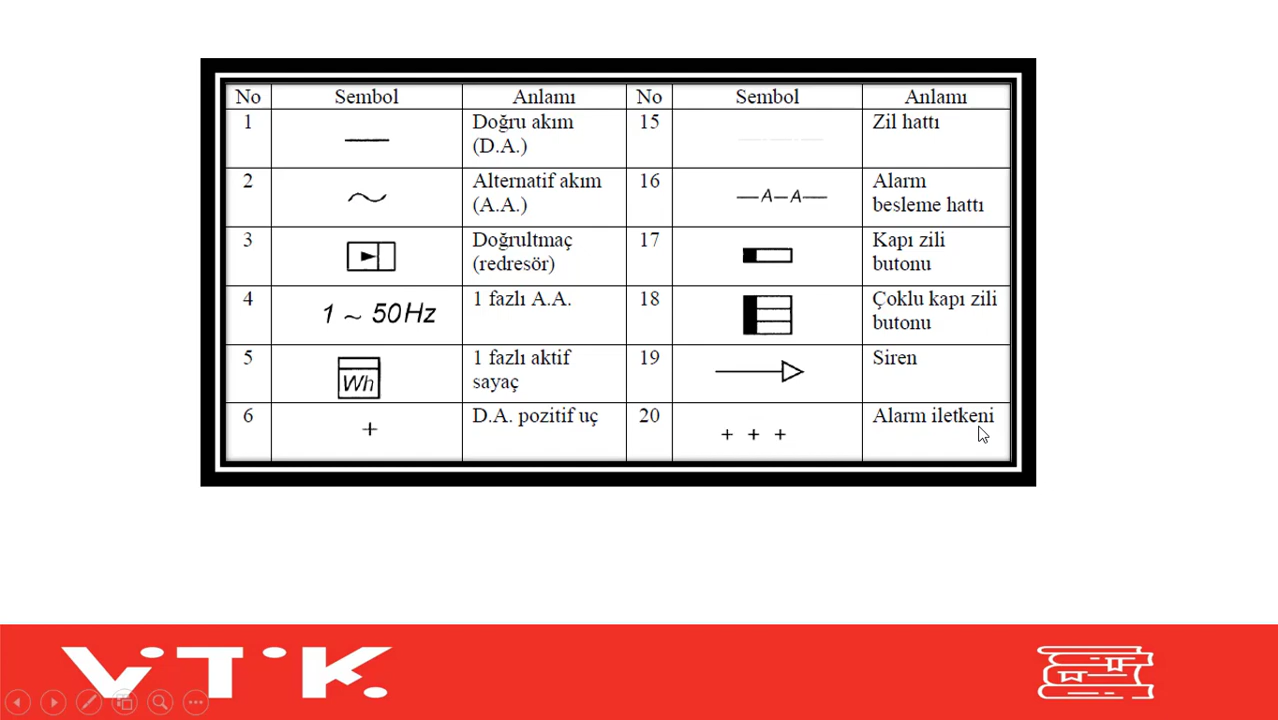 No Sembol Anlamı No Sembol Anlamı
1 Doğru akım 15 Zil hattı
(D.A.)
2 Alternatif akım 16 —A—A— Alarm
(A.A.) besleme hattı
3 Doğrultmaç 17 Kapı zili
(redresör) butonu
4 1 ~ 50Hz 1 fazlı A.A. 18 Çoklu kapı zili
butonu
5 Wh 1 fazlı aktif 19 Siren
sayaç
6 + D.A. pozitif uç 20 + + + Alarm iletkeni
VTK